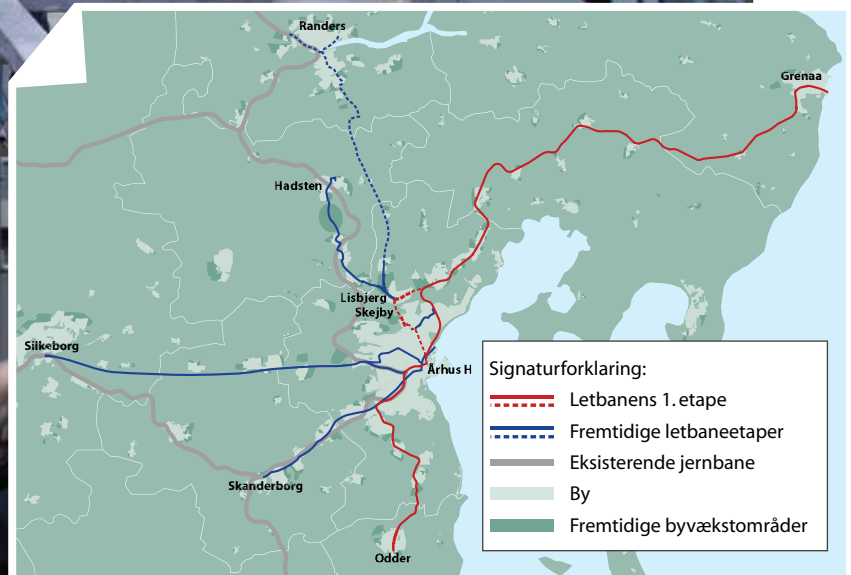 Randers
Grenaa
Hadsten
Lisbjerg
Skejby
Silkeborg
Århus H
Skanderborg
Odder
Signaturforklaring:
Letbanens 1. etape
Fremtidige letbaneetaper
Eksisterende jernbane
By
Fremtidige byvækstområder